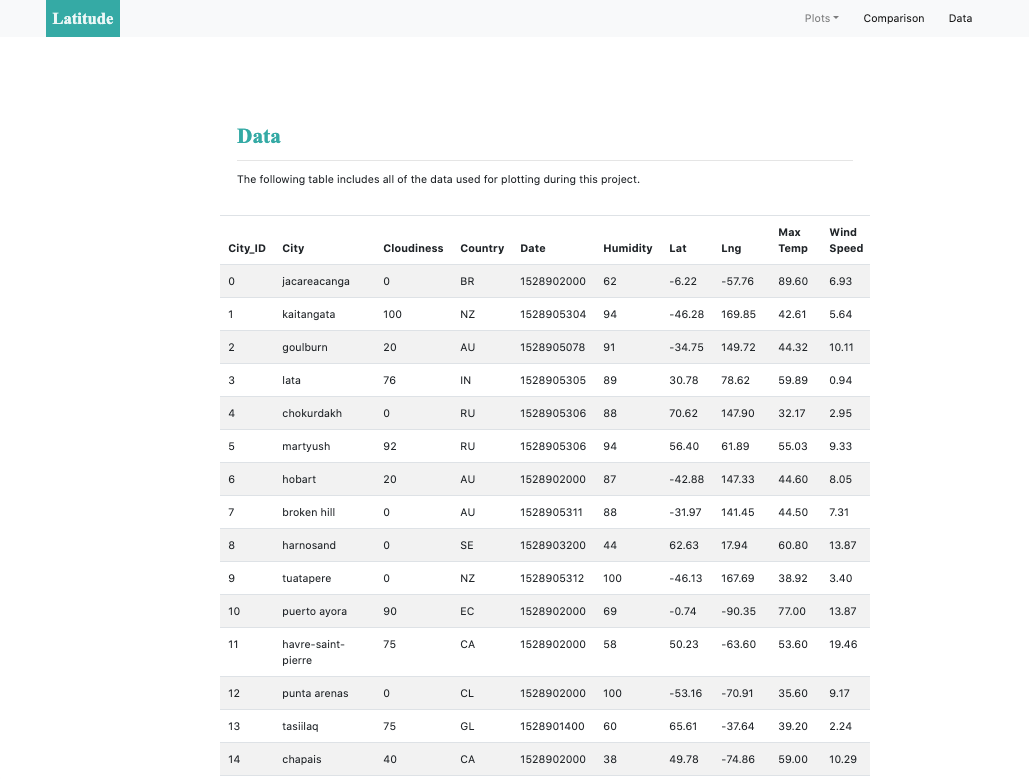 Latitude
Plots Comparison Data
Data
The following table includes all of the data used for plotting during this project.
City_ID City Cloudiness Country Date Humidity Lat Lng Max Temp Wind Speed
0 jacareacanga 0 BR 1528902000 62 -6.22 -57.76 89.60 6.93
1 kaitangata 100 NZ 1528905304 94 -46.28 169.85 42.61 5.64
2 goulburn 20 AU 1528905078 91 -34.75 149.72 44.32 10.11
3 lata 76 IN 1528905305 89 30.78 78.62 59.89 0.94
4 chokurdakh 0 RU 1528905306 88 70.62 147.90 32.17 2.95
5 martyush 92 RU 1528905306 94 56.40 61.89 55.03 9.33
6 hobart 20 AU 1528902000 87 -42.88 147.33 44.60 8.05
7 broken hill 0 AU 1528905311 88 -31.97 141.45 44.50 7.31
8 harnosand 0 SE 1528903200 44 62.63 17.94 60.80 13.87
9 tuatapere 0 NZ 1528905312 100 -46.13 167.69 38.92 3.40
10 puerto ayora 90 EC 1528902000 69 -0.74 -90.35 77.00 13.87
11 havre-saint-pierre 75 CA 1528902000 58 50.23 -63.60 53.60 19.46
12 punta arenas 0 CL 1528902000 100 -53.16 -70.91 35.60 9.17
13 tasiilaq 75 GL 1528901400 60 65.61 -37.64 39.20 2.24
14 chapais 40 CA 1528902000 38 49.78 -74.86 59.00 10.29